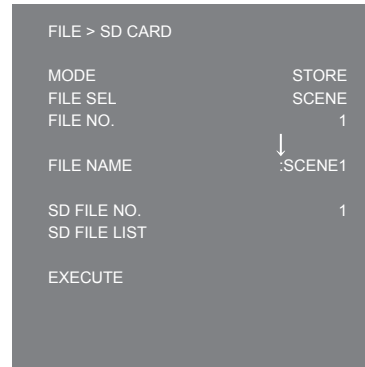 FILE > SD CARD
MODE STORE
FILE SEL SCENE
FILE NO. 1
↓
FILE NAME :SCENE1
SD FILE NO. 1
SD FILE LIST
EXECUTE